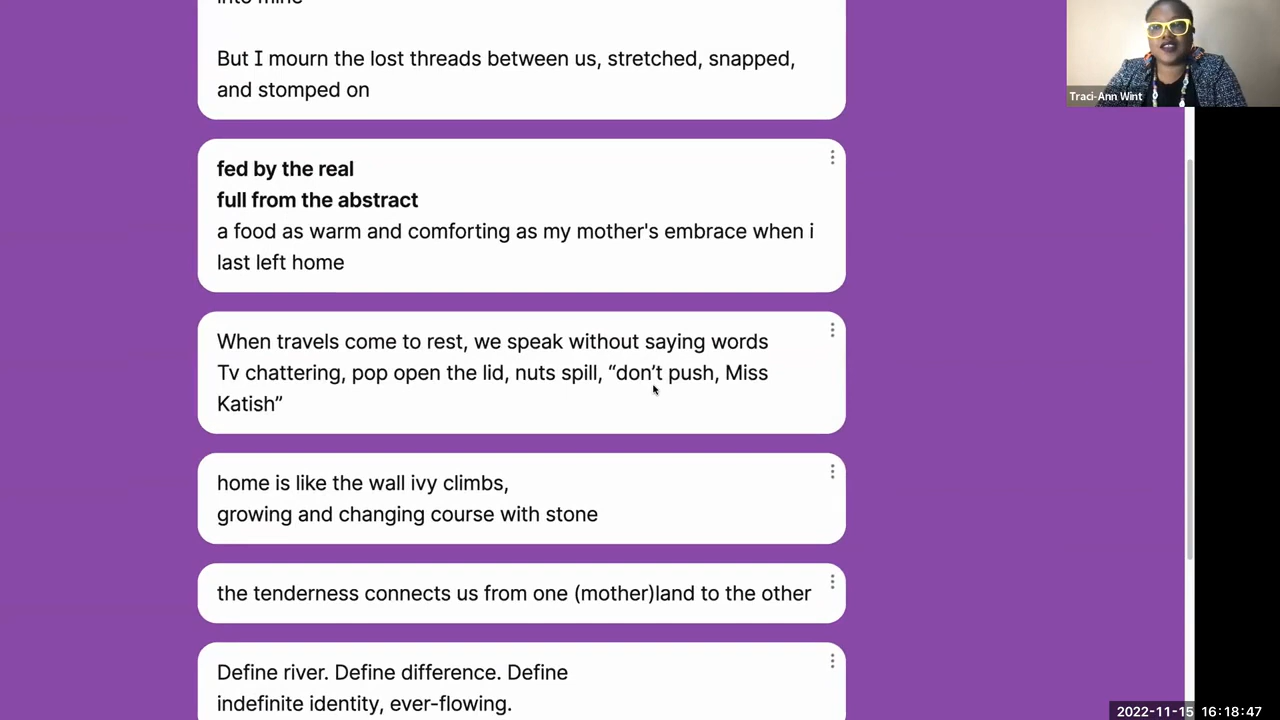 into mine
But I mourn the lost threads between us, stretched, snapped,
and stomped on
Traci-Ann Wint
fed by the real
full from the abstract
a food as warm and comforting as my mother's embrace when i
last left home
When travels come to rest, we speak without saying words
Tv chattering, pop open the lid, nuts spill, “don’t push, Miss
Katish”
home is like the wall ivy climbs,
growing and changing course with stone
the tenderness connects us from one (mother)land to the other
Define river. Define difference. Define
indefinite identity, ever-flowing.
2022-11-15 16:18:47